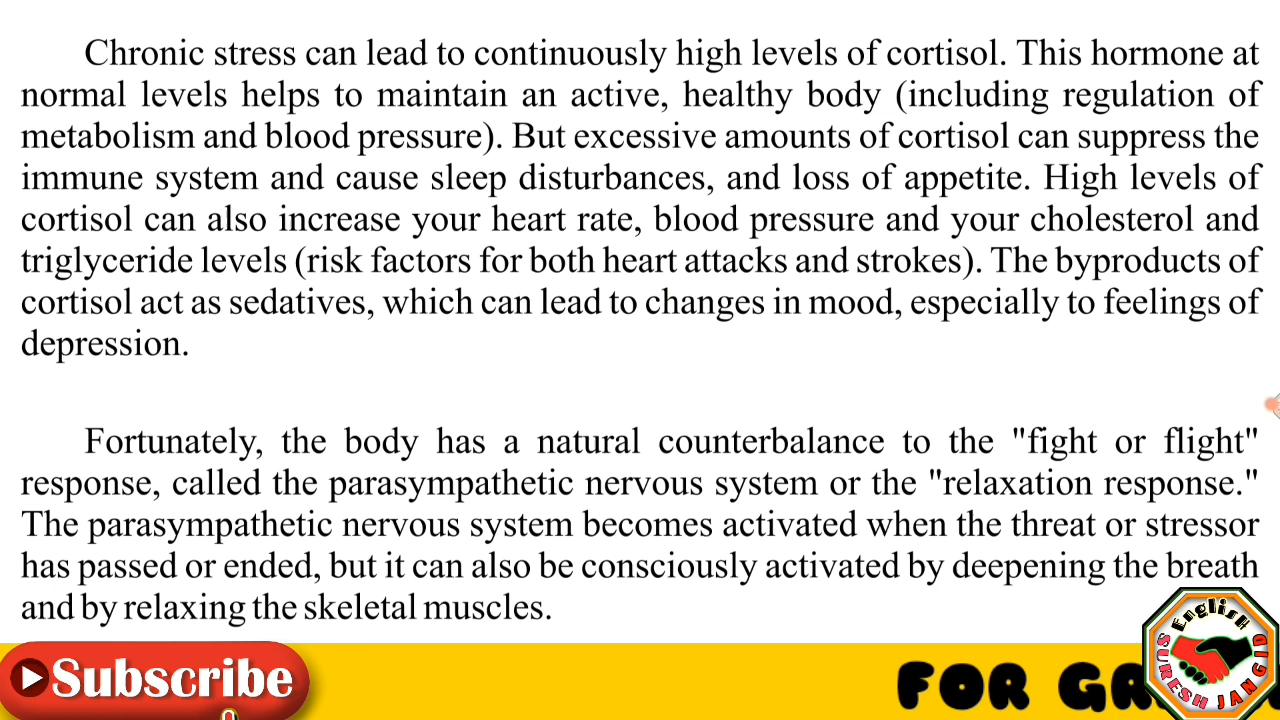 Chronic stress can lead to continuously high levels of cortisol. This hormone at
normal levels helps to maintain an active, healthy body (including regulation of
metabolism and blood pressure). But excessive amounts of cortisol can suppress the
immune system and cause sleep disturbances, and loss of appetite. High levels of
cortisol can also increase your heart rate, blood pressure and your cholesterol and
triglyceride levels (risk factors for both heart attacks and strokes). The byproducts of
cortisol act as sedatives, which can lead to changes in mood, especially to feelings of
depression.
Fortunately, the body has a natural counterbalance to the "fight or flight"
response, called the parasympathetic nervous system or the "relaxation response."
The parasympathetic nervous system becomes activated when the threat or stressor
has passed or ended, but it can also be consciously activated by deepening the breath
and by relaxing the skeletal muscles.
Subscribe
FOR
English
SURESH JANGID